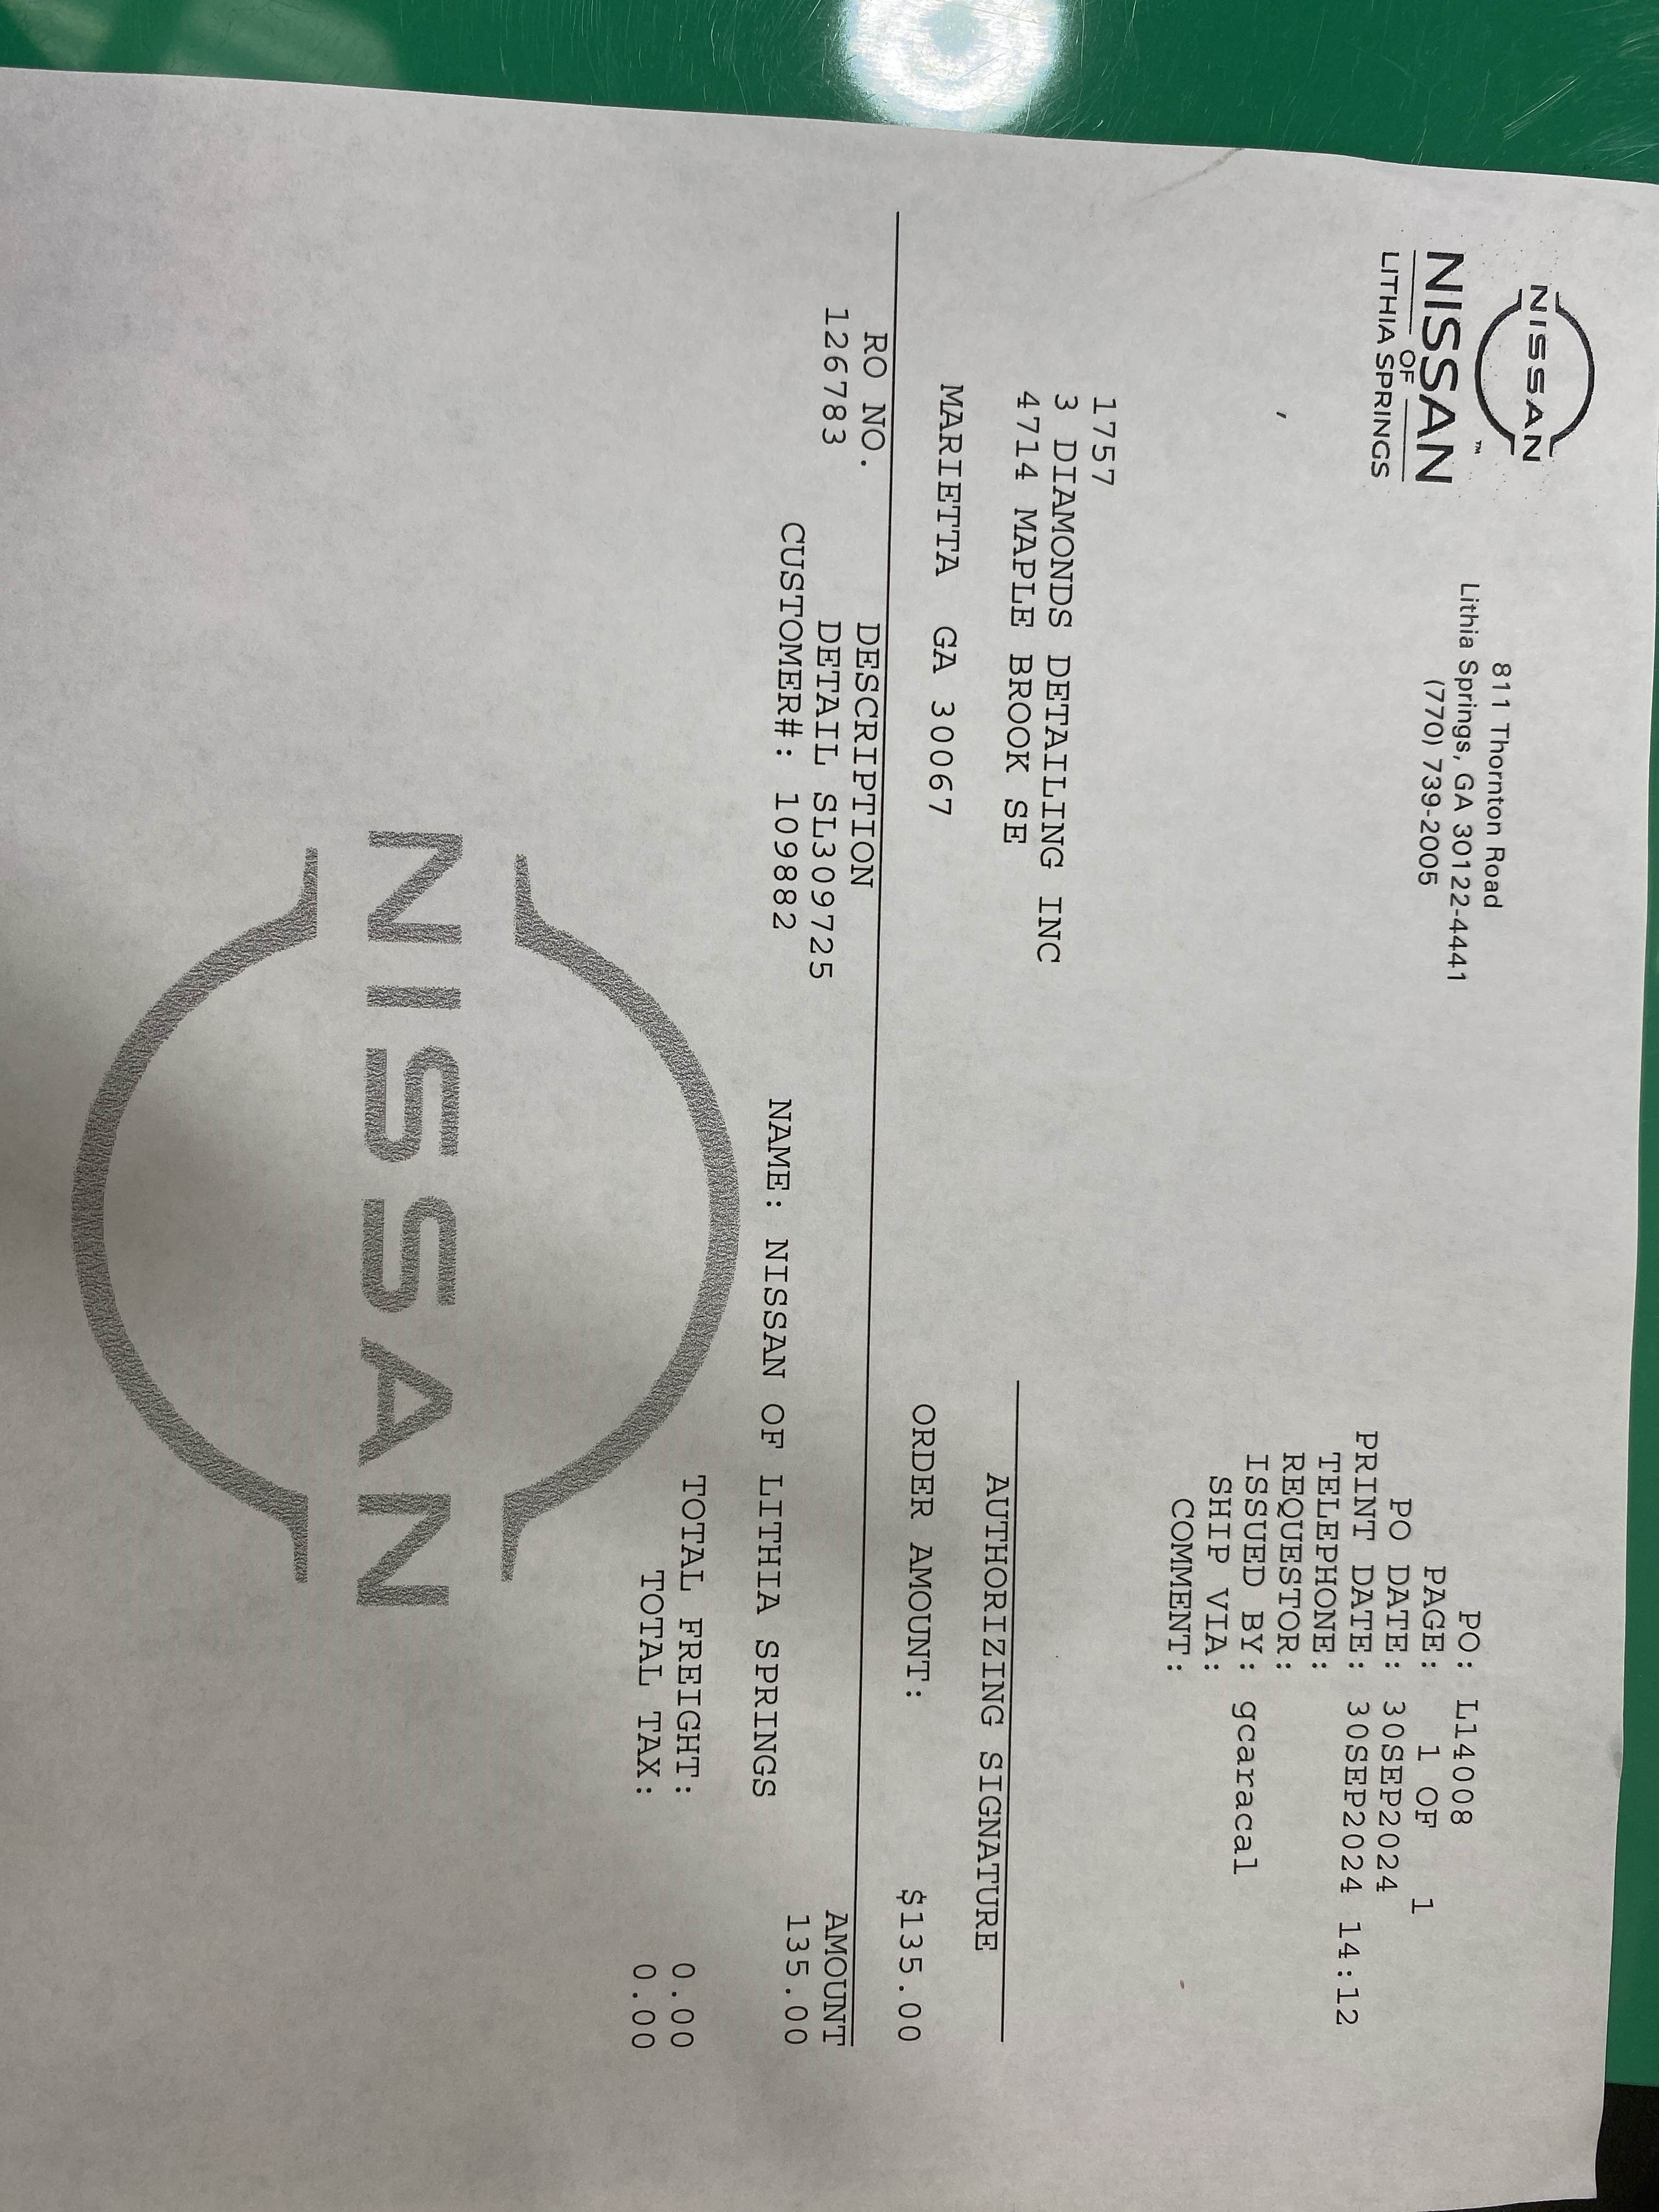 NISSAN
NISSAN ™
OF
LITHIA SPRINGS
811 Thornton Road
Lithia Springs, GA 30122-4441
(770) 739-2005
PO: L14008
PAGE: 1 OF 1
PO DATE: 30SEP2024
PRINT DATE: 30SEP2024 14:12
TELEPHONE:
REQUESTOR:
ISSUED BY: gcaracal
SHIP VIA:
COMMENT:
1757
3 DIAMONDS DETAILING INC
4714 MAPLE BROOK SE
MARIETTA GA 30067
AUTHORIZING SIGNATURE
ORDER AMOUNT: $135.00
RO NO. DESCRIPTION AMOUNT
126783 DETAIL SL309725 135.00
CUSTOMER#: 109882 NAME: NISSAN OF LITHIA SPRINGS
TOTAL FREIGHT: 0.00
TOTAL TAX: 0.00
NISSAN